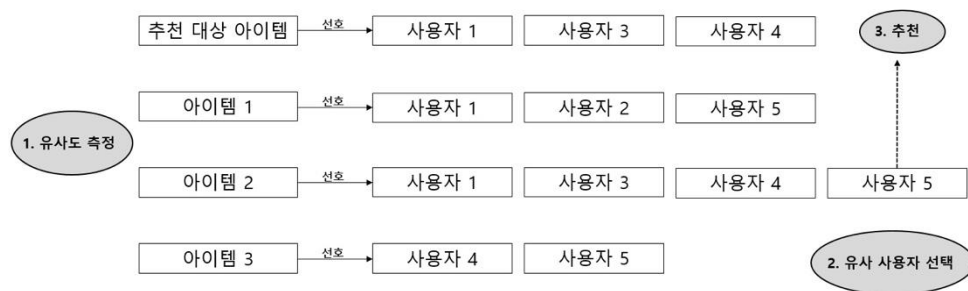 추천 대상 아이템 선호 사용자 1 사용자 3 사용자 4 3. 추천
아이템 1 선호 사용자 1 사용자 2 사용자 5
1. 유사도 측정
아이템 2 선호 사용자 1 사용자 3 사용자 4 사용자 5
아이템 3 선호 사용자 4 사용자 5 2. 유사 사용자 선택